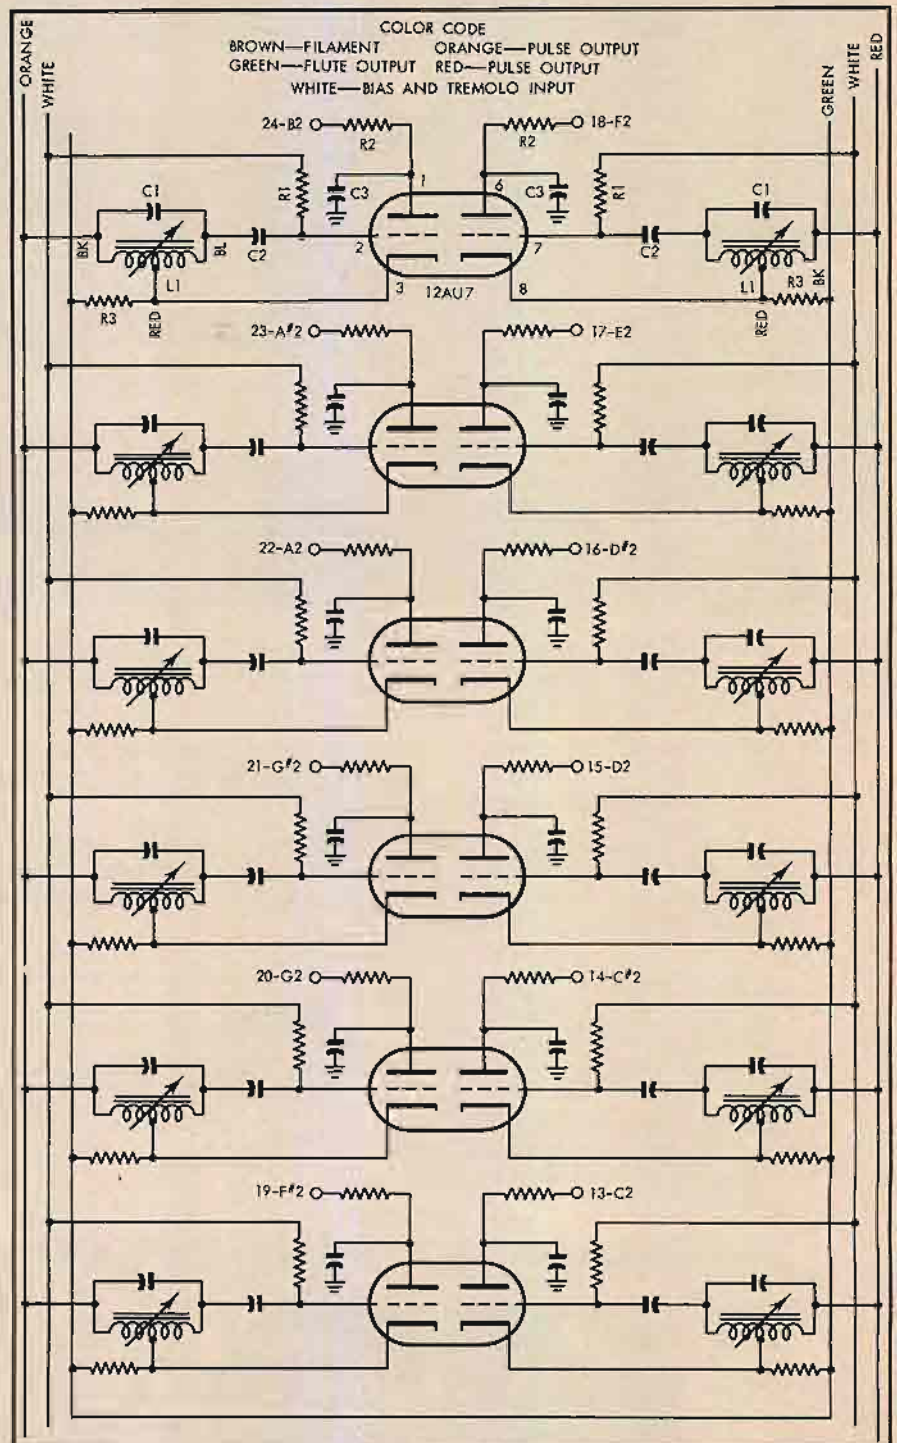 COLOR CODE
BROWN—FILAMENT ORANGE—PULSE OUTPUT
GREEN—FLUTE OUTPUT RED—PULSE OUTPUT
WHITE—BIAS AND TREMOLO INPUT
ORANGE
WHITE
GREEN
WHITE
RED
24-B2
R2
18-F2
R2
R1
C3
1
6
C3
R1
C1
C1
BK
BL
C2
2
7
C2
L1
3
12AU7
8
L1
R3
BK
R3
RED
RED
23-A#2
17-E2
22-A2
16-D#2
21-G#2
15-D2
20-G2
14-C#2
19-F#2
13-C2